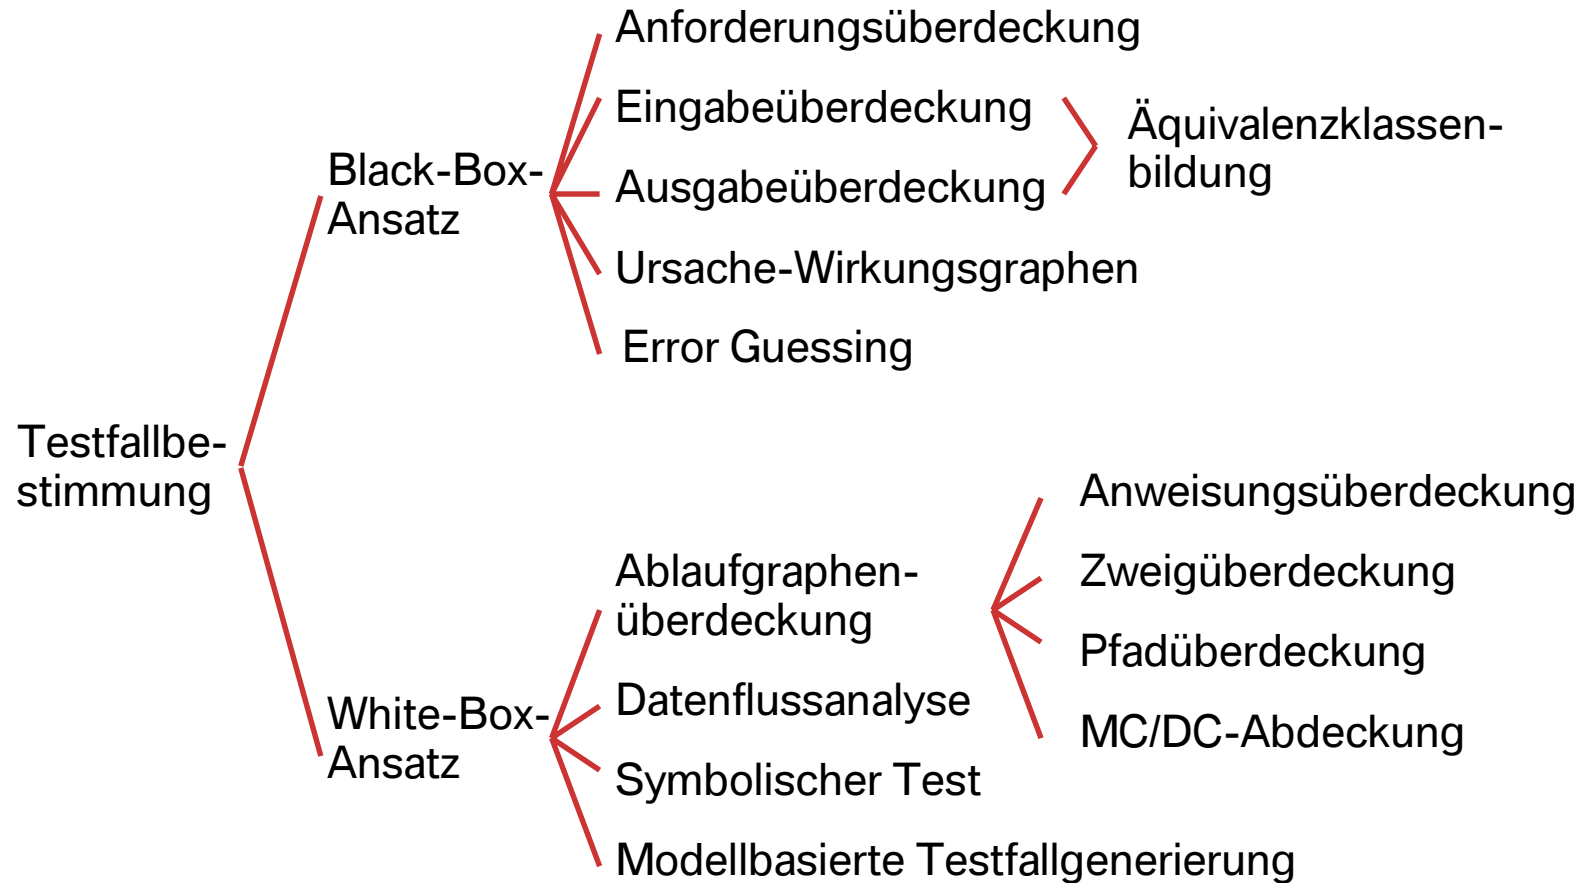 Anforderungsüberdeckung
Eingabeüberdeckung
Äquivalenzklassen-
bildung
Black-Box-
Ansatz
Ausgabeüberdeckung
Ursache-Wirkungsgraphen
Error Guessing
Testfallbe-
stimmung
Anweisungsüberdeckung
Ablaufgraphen-
überdeckung
Zweigüberdeckung
Pfadüberdeckung
White-Box-
Ansatz
Datenflussanalyse
MC/DC-Abdeckung
Symbolischer Test
Modellbasierte Testfallgenerierung